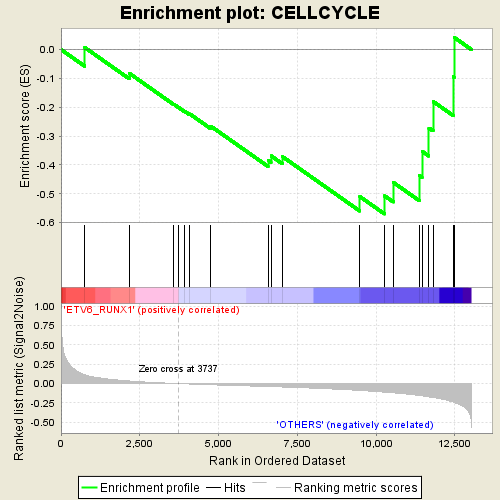 Enrichment plot: CELLCYCLE
Enrichment score (ES)
0.0
-0.1
-0.2
-0.3
-0.4
-0.5
-0.6
'ETV6_RUNX1' (positively correlated)
Ranked list metric (Signal2Noise)
1.00
0.75
0.50
0.25
0.00
-0.25
-0.50
Zero cross at 3737
'OTHERS' (negatively correlated)
0 2,500 5,000 7,500 10,000 12,500
Rank in Ordered Dataset
Enrichment profile Hits Ranking metric scores